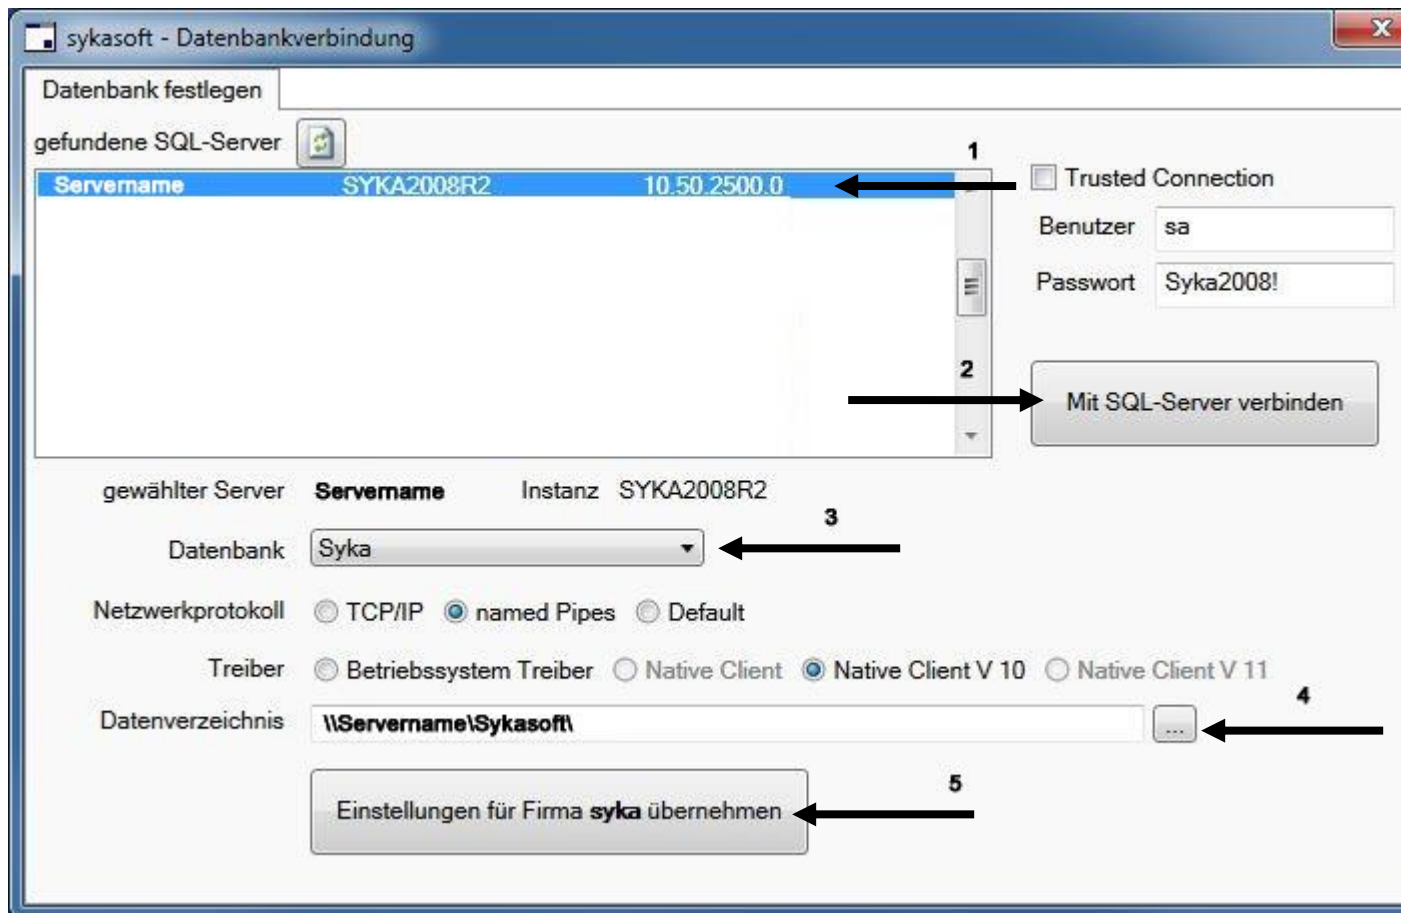 sykasoft - Datenbankverbindung
X
Datenbank festlegen
gefundene SQL-Server
1
Servername SYKA2008R2 10.50.2500.0
Trusted Connection
Benutzer sa
Passwort Syka2008!
2
Mit SQL-Server verbinden
gewählter Server Servername Instanz SYKA2008R2
3
Datenbank Syka
Netzwerkprotokoll TCP/IP named Pipes Default
Treiber Betriebssystem Treiber Native Client Native Client V 10 Native Client V 11
4
Datenverzeichnis \\Servername\Sykasoft\ ...
5
Einstellungen für Firma syka übernehmen